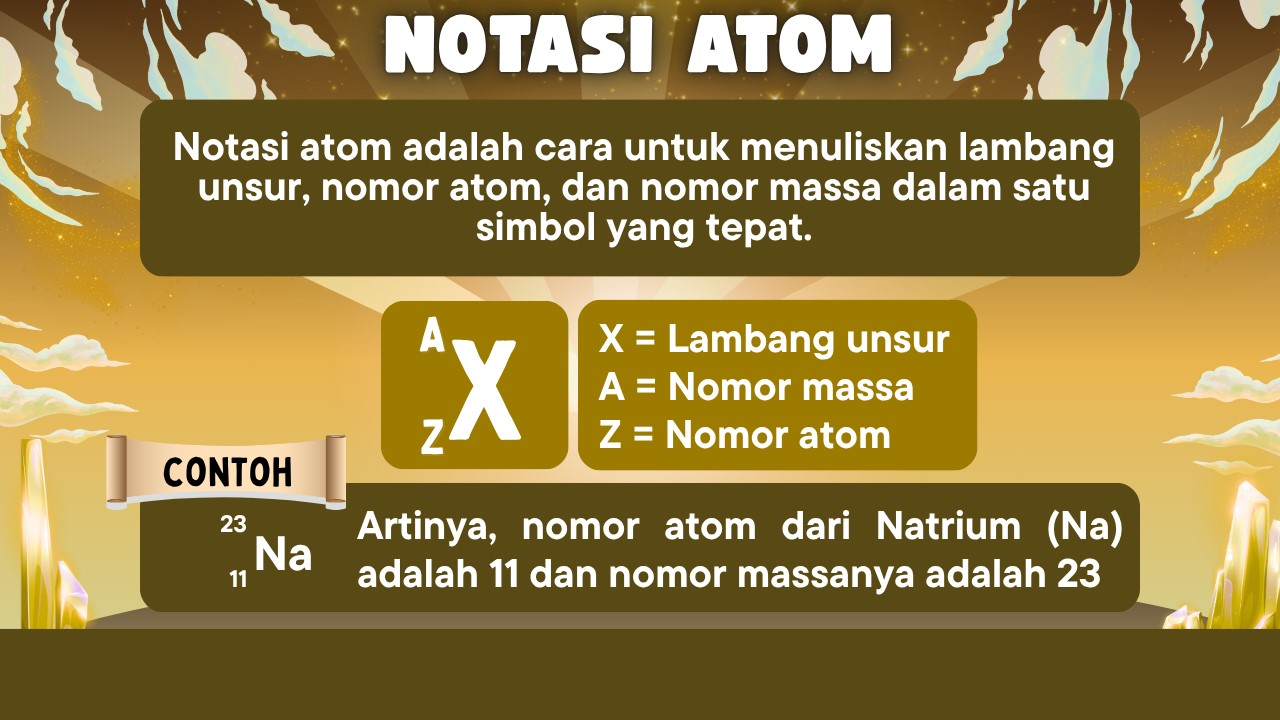 NOTASI ATOM
Notasi atom adalah cara untuk menuliskan lambang
unsur, nomor atom, dan nomor massa dalam satu
simbol yang tepat.
A
X
Z
X = Lambang unsur
A = Nomor massa
Z = Nomor atom
CONTOH
23
Na
11
Artinya, nomor atom dari Natrium (Na)
adalah 11 dan nomor massanya adalah 23